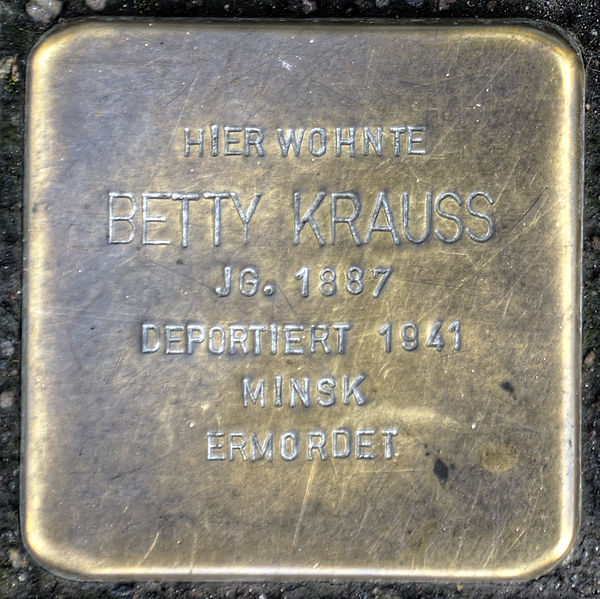 HIER WOHNTE
BETTY KRAUSS
JG. 1887
DEPORTIERT 1941
MINSK
ERMORDET